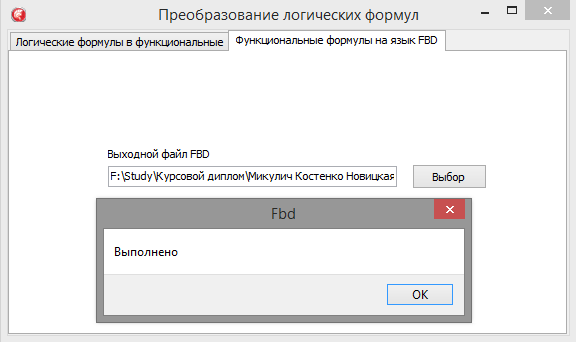 Преобразование логических формул
Логические формулы в функциональные
Функциональные формулы на язык FBD
Выходной файл FBD
F:\Study\Курсовой диплом\Микулич Костенко Новицкая
Выбор
Fbd
Выполнено
OK